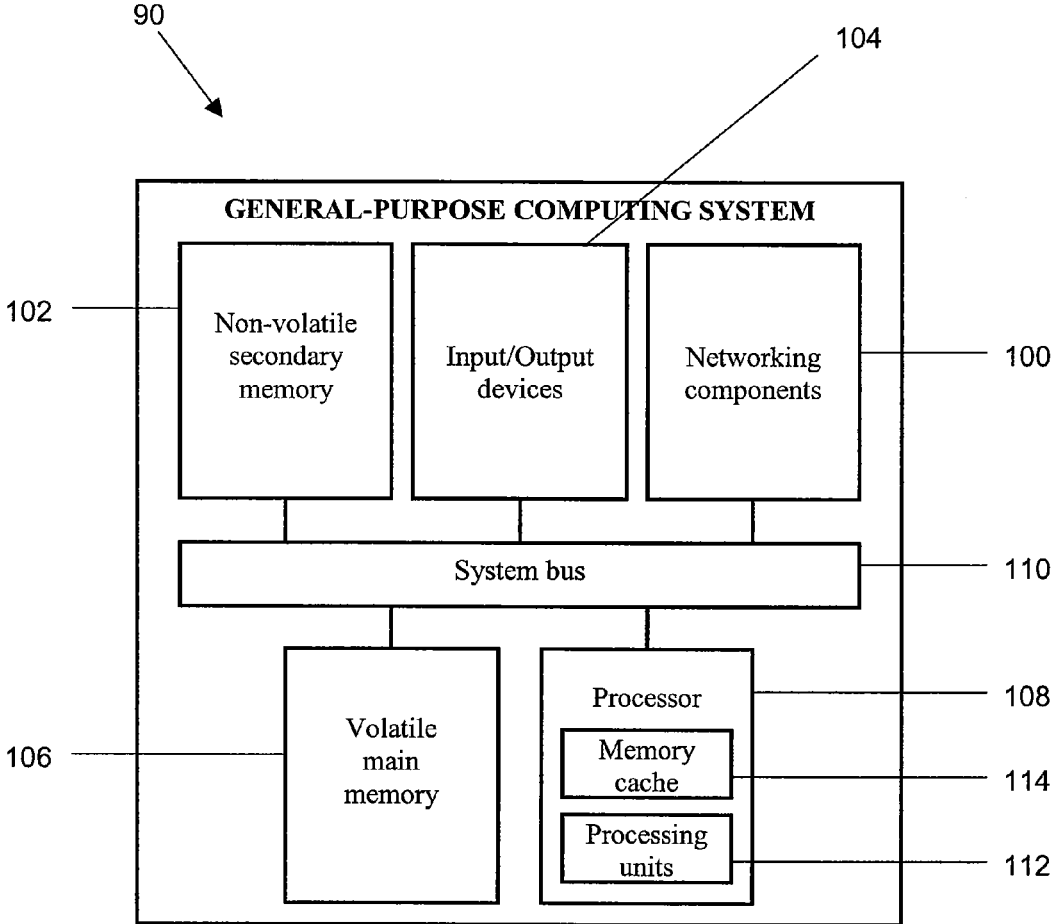 90
104
GENERAL-PURPOSE COMPUTING SYSTEM
102
Non-volatile
secondary
memory
Input/Output
devices
Networking
components
100
System bus
110
106
Volatile
main
memory
Processor
108
Memory
cache
114
Processing
units
112